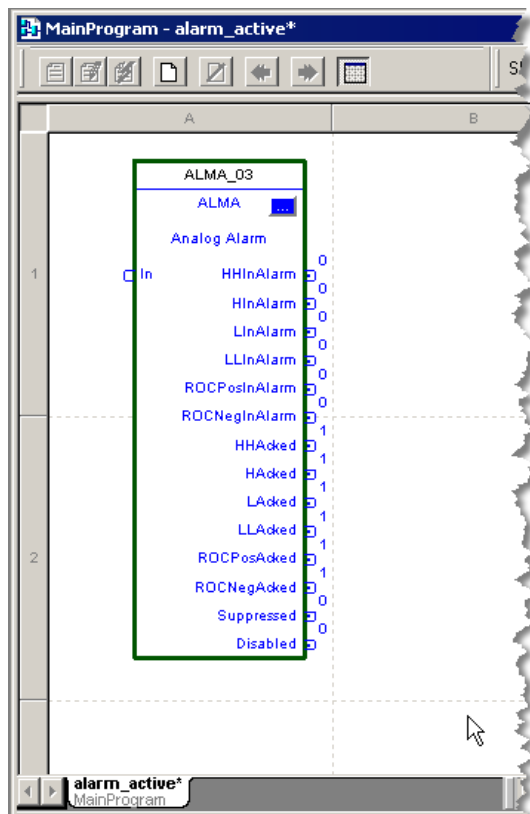 MainProgram - alarm_active*
A
B
ALMA_03
ALMA
...
Analog Alarm
In
HHInAlarm
0
HInAlarm
0
LInAlarm
0
LLInAlarm
0
ROCPosInAlarm
0
ROCNegInAlarm
0
HHAcked
1
HAcked
1
LAcked
1
LLAcked
1
ROCPosAcked
1
ROCNegAcked
1
Suppressed
0
Disabled
0
1
2
alarm_active*
MainProgram